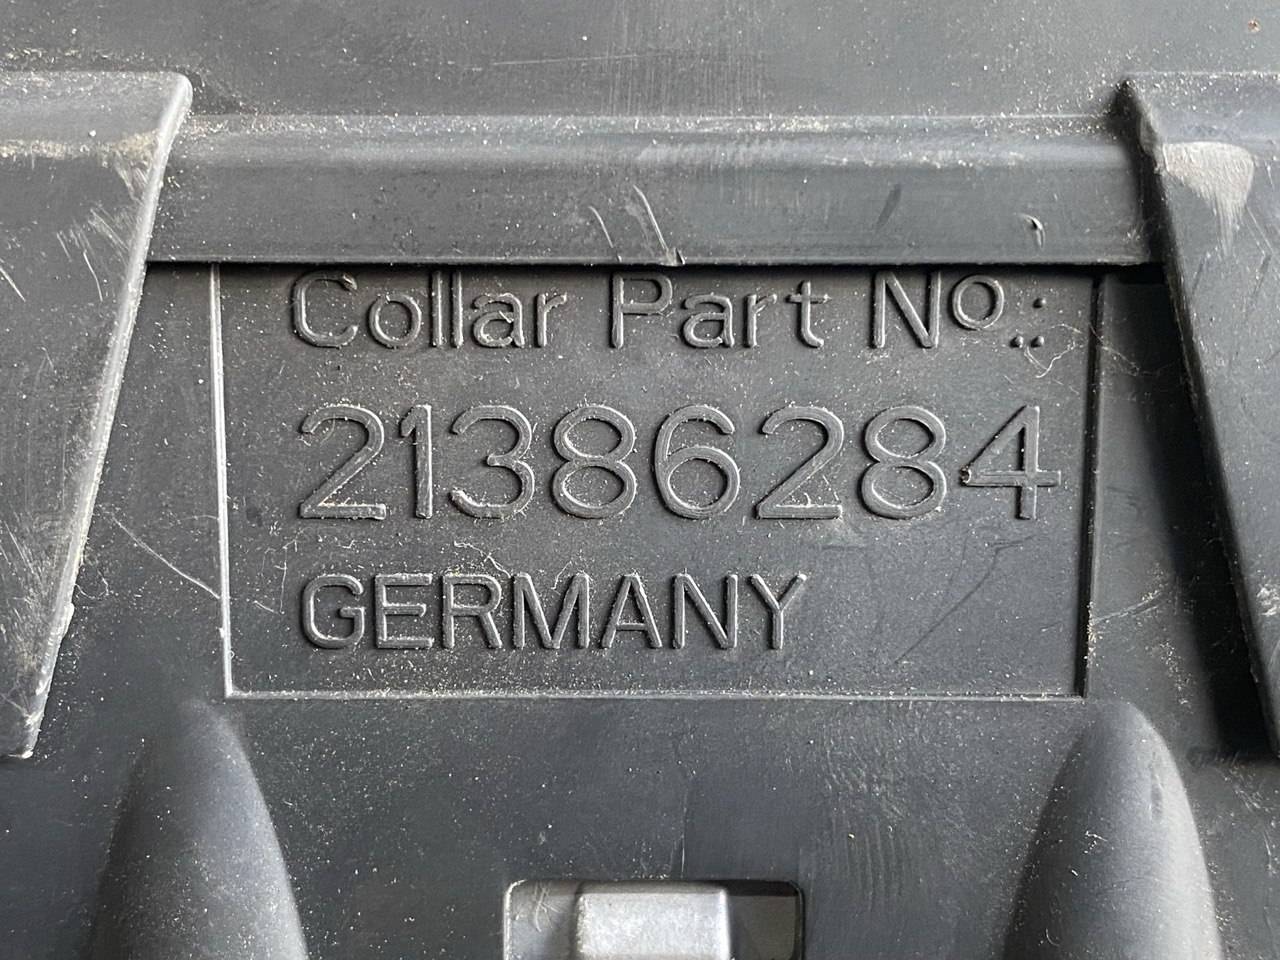 Collar Part Nº.:
21386284
GERMANY